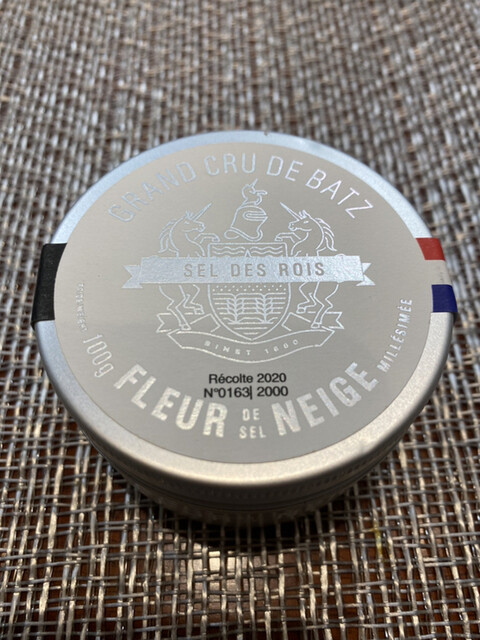 GRAND CRU DE BATZ
SEL DES ROIS
Récolte 2020
N°0163| 2000
100g
FLEUR DE SEL NEIGE
MILLÉSIMÉE